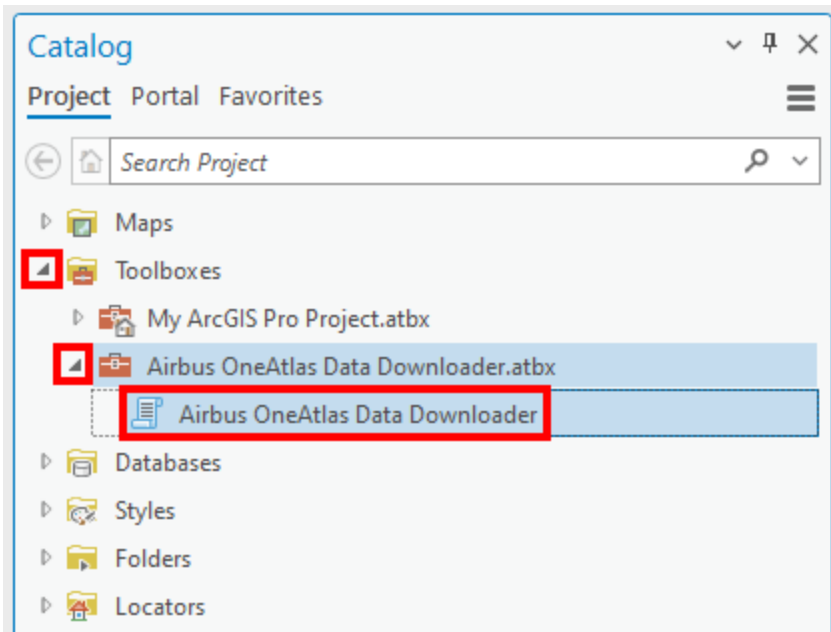 Catalog
Project Portal Favorites
Search Project
Maps
Toolboxes
My ArcGIS Pro Project.atbx
Airbus OneAtlas Data Downloader.atbx
Airbus OneAtlas Data Downloader
Databases
Styles
Folders
Locators